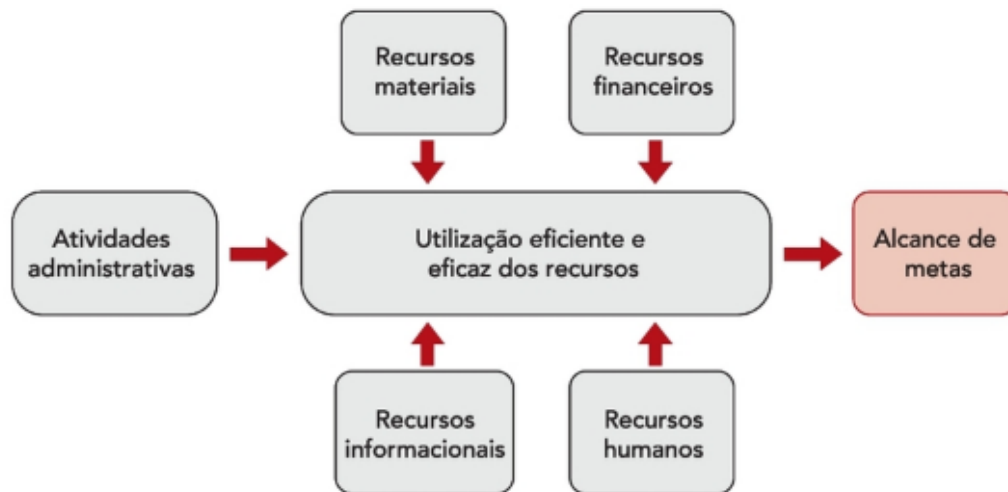 Recursos
materiais
Recursos
financeiros
Atividades
administrativas
Utilização eficiente e
eficaz dos recursos
Alcance de
metas
Recursos
informacionais
Recursos
humanos